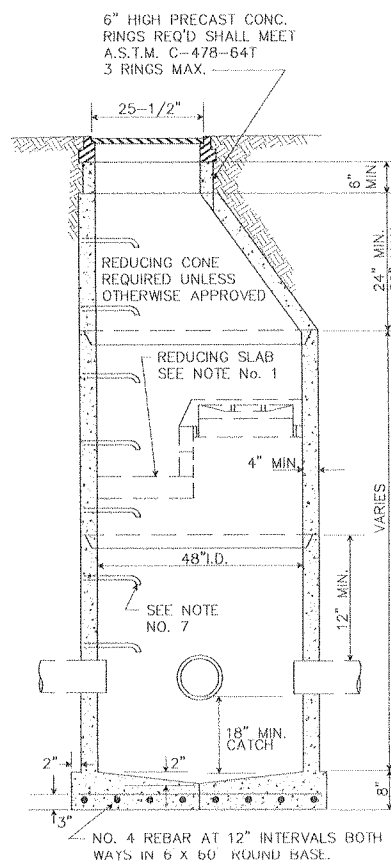 6" HIGH PRECAST CONC.
RINGS REQ'D SHALL MEET
A.S.T.M. C-478-64T
3 RINGS MAX.
25-1/2"
6" MIN
24" MIN.
REDUCING CONE
REQUIRED UNLESS
OTHERWISE APPROVED
REDUCING SLAB
SEE NOTE No. 1
4" MIN.
VARIES
48"I.D.
12" MIN.
SEE NOTE
NO. 7
18" MIN.
CATCH
2"
2"
3"
8"
NO. 4 REBAR AT 12" INTERVALS BOTH
WAYS IN 6 X 60 ROUND BASE.